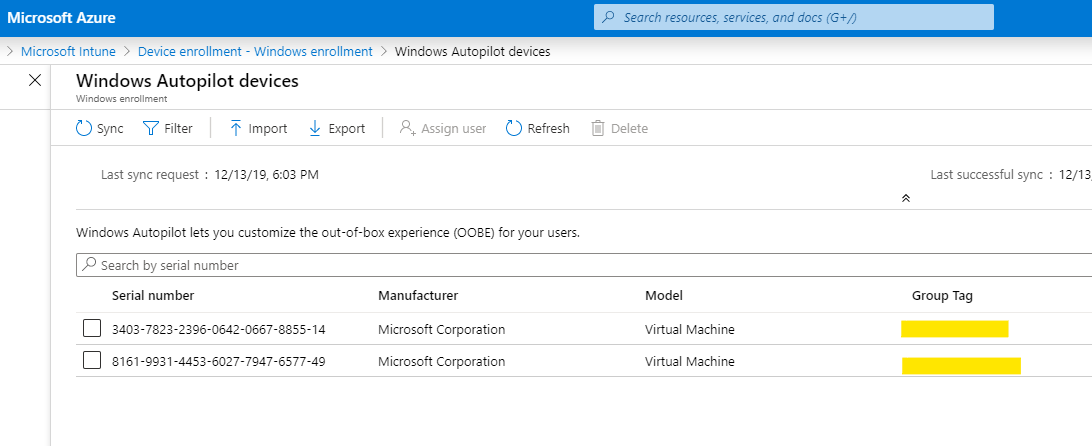 Microsoft Azure
Search resources, services, and docs (G+/)
Microsoft Intune > Device enrollment - Windows enrollment > Windows Autopilot devices
Windows Autopilot devices
Windows enrollment
Sync Filter Import Export Assign user Refresh Delete
Last sync request : 12/13/19, 6:03 PM Last successful sync : 12/13
Windows Autopilot lets you customize the out-of-box experience (OOBE) for your users.
Search by serial number
Serial number Manufacturer Model Group Tag
3403-7823-2396-0642-0667-8855-14 Microsoft Corporation Virtual Machine
8161-9931-4453-6027-7947-6577-49 Microsoft Corporation Virtual Machine